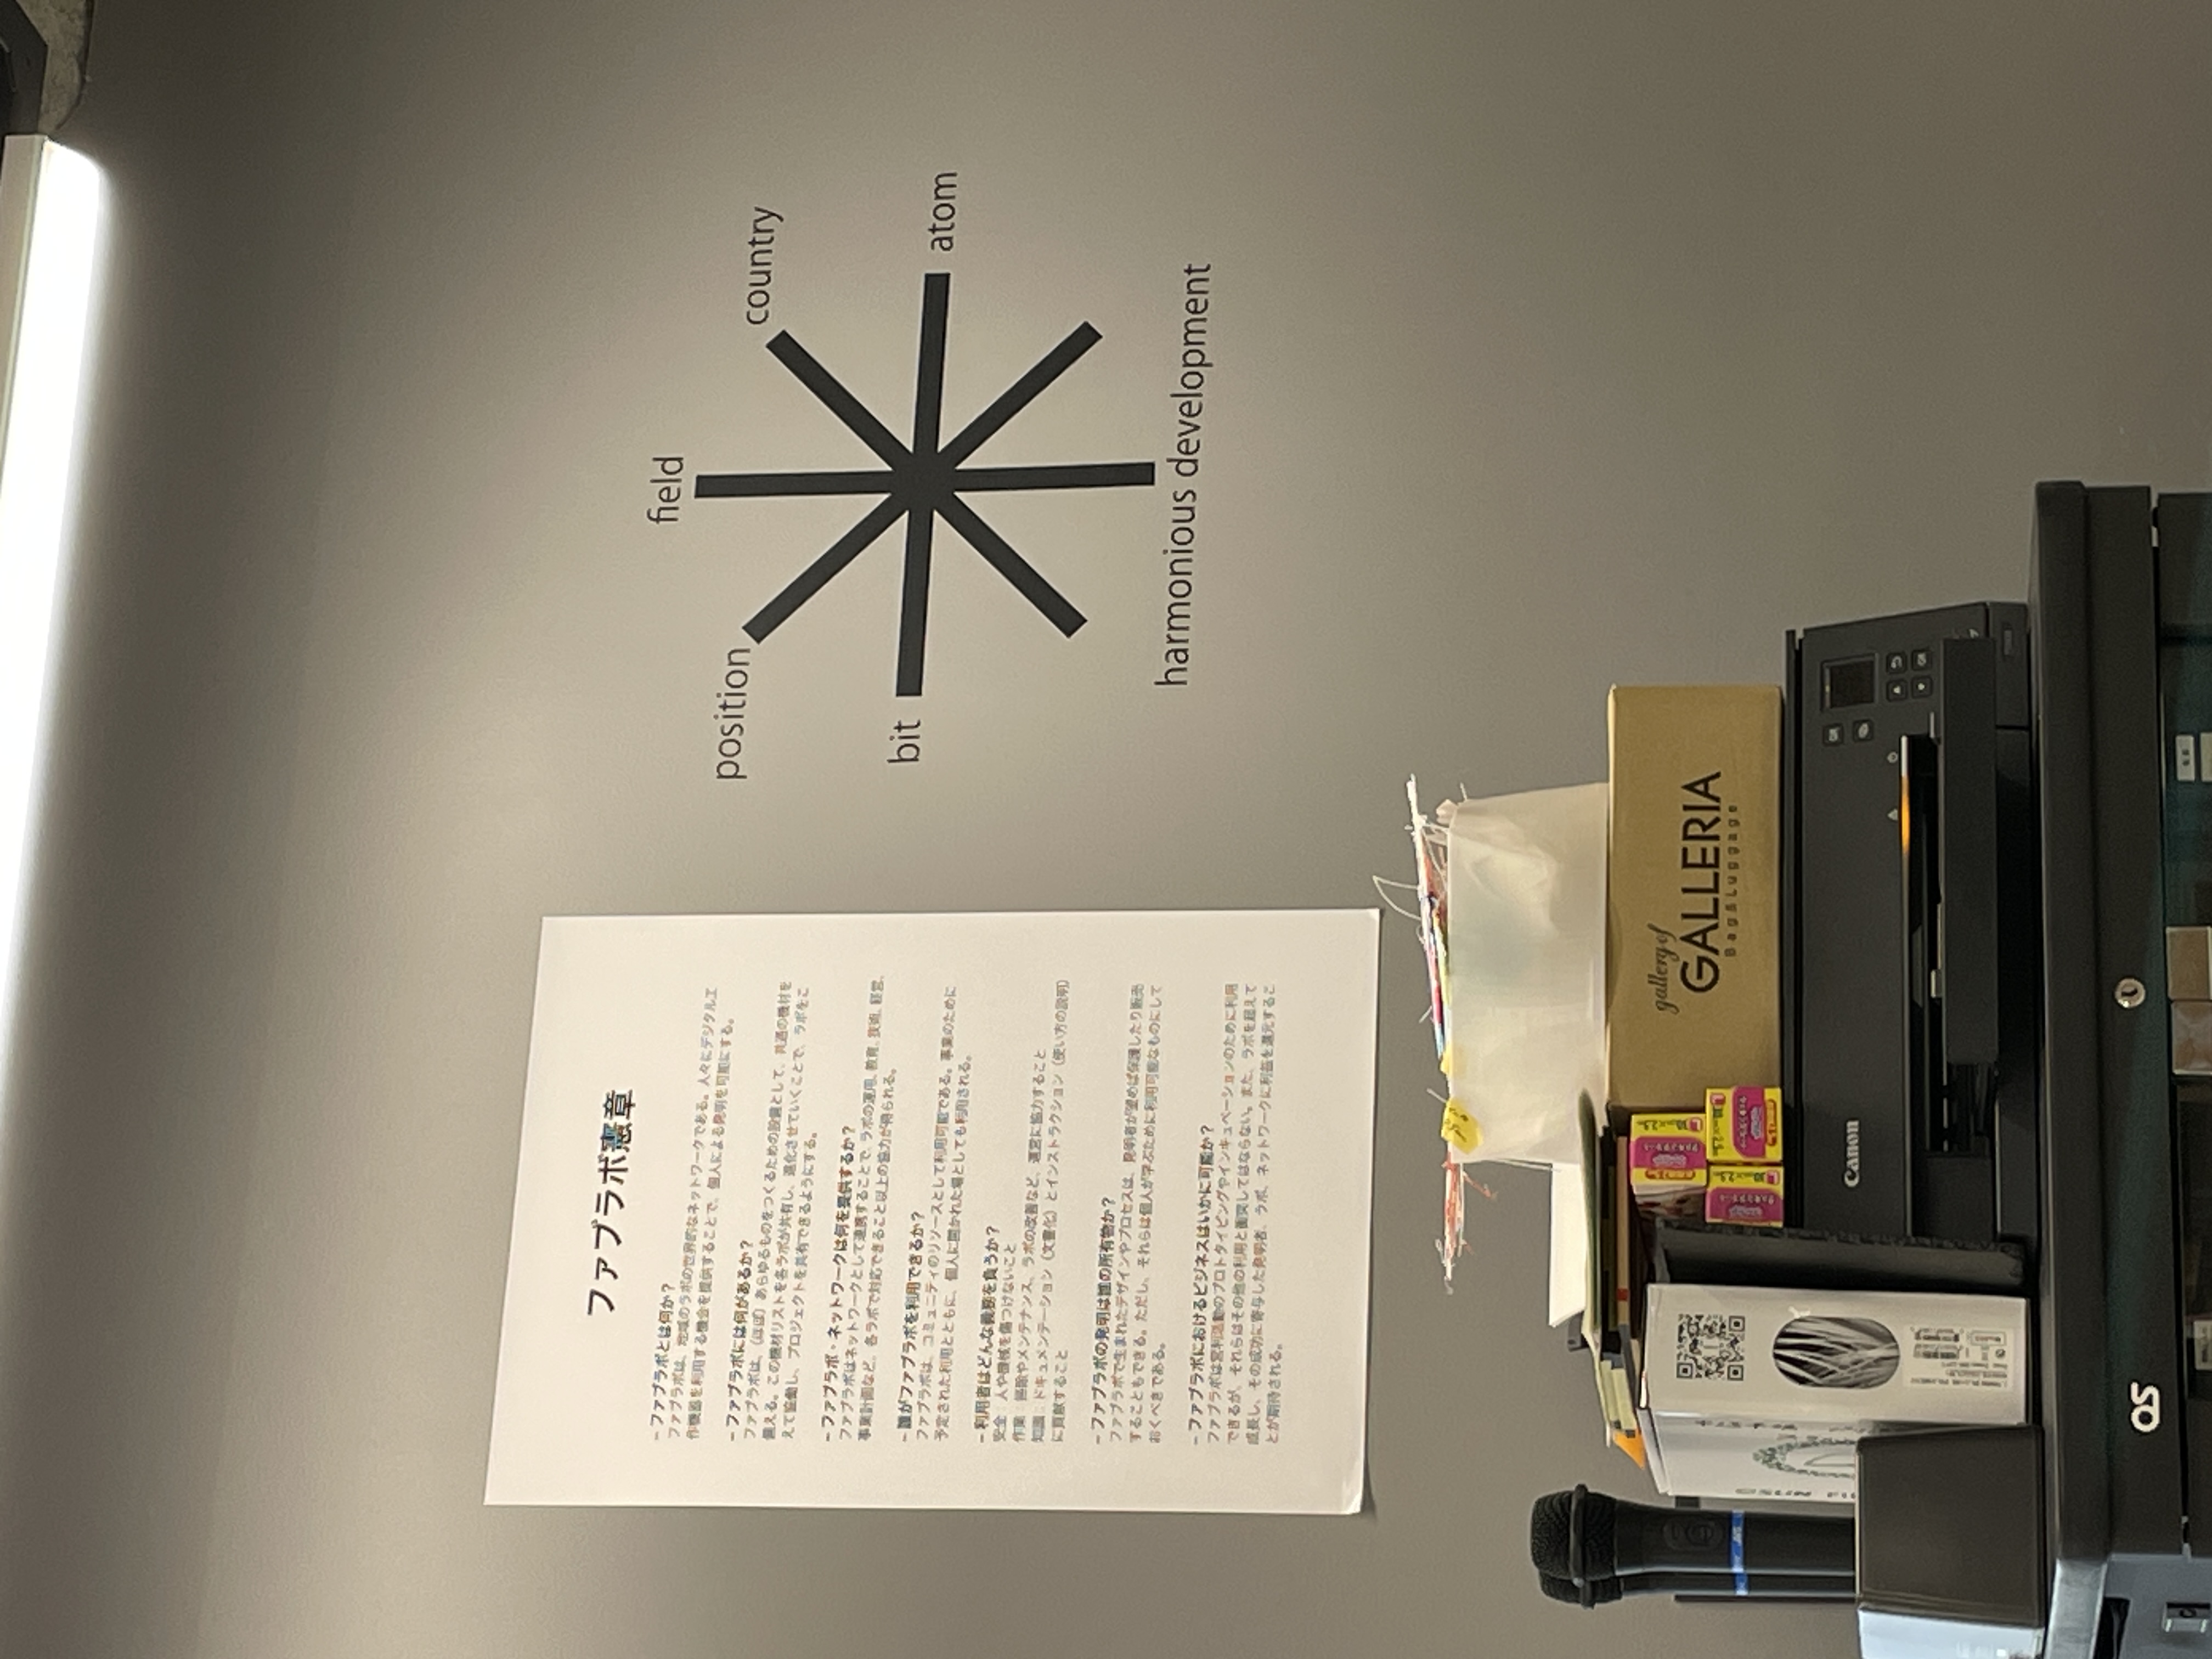 ファブラボ憲章
– ファブラボとは何か？
ファブラボは、地域のラボの世界的なネットワークである。人々にデジタル工
作機器を利用する機会を提供することで、個人による発明を可能にする。
– ファブラボには何があるか？
ファブラボは、（ほぼ）あらゆるものをつくるための設備として、共通の機材を
備える。この機材リストを各ラボが共有し、進化させていくことで、ラボをこ
えて協働し、プロジェクトを共有できるようにする。
– ファブラボ・ネットワークは何を提供するか？
ファブラボはネットワークとして連携することで、ラボの運用、教育、技術、経営、
事業計画など、各ラボで対応できること以上の協力が得られる。
– 誰がファブラボを利用できるか？
ファブラボは、コミュニティのリソースとして利用可能である。事業のために
予定された利用とともに、個人に開かれた場としても利用される。
– 利用者はどんな義務を負うか？
安全：人や機械を傷つけないこと
作業：掃除やメンテナンス、ラボの改善など、運営に協力すること
知識：ドキュメンテーション（文書化）とインストラクション（使い方の説明）
に貢献すること
– ファブラボの発明は誰の所有物か？
ファブラボで生まれたデザインやプロセスは、発明者が望めば保護したり販売
することもできる。ただし、それらは個人が学ぶために利用可能なものにして
おくべきである。
– ファブラボにおけるビジネスはいかに可能か？
ファブラボは営利活動のプロトタイピングやインキュベーションのために利用
できるが、それらはその他の利用と衝突してはならない。また、ラボを超えて
成長し、その成功に寄与した発明者、ラボ、ネットワークに利益を還元するこ
とが期待される。
field
position
country
bit
atom
harmonious development
gallery of
GALLERIA
Bag&Luggage
Canon
OS